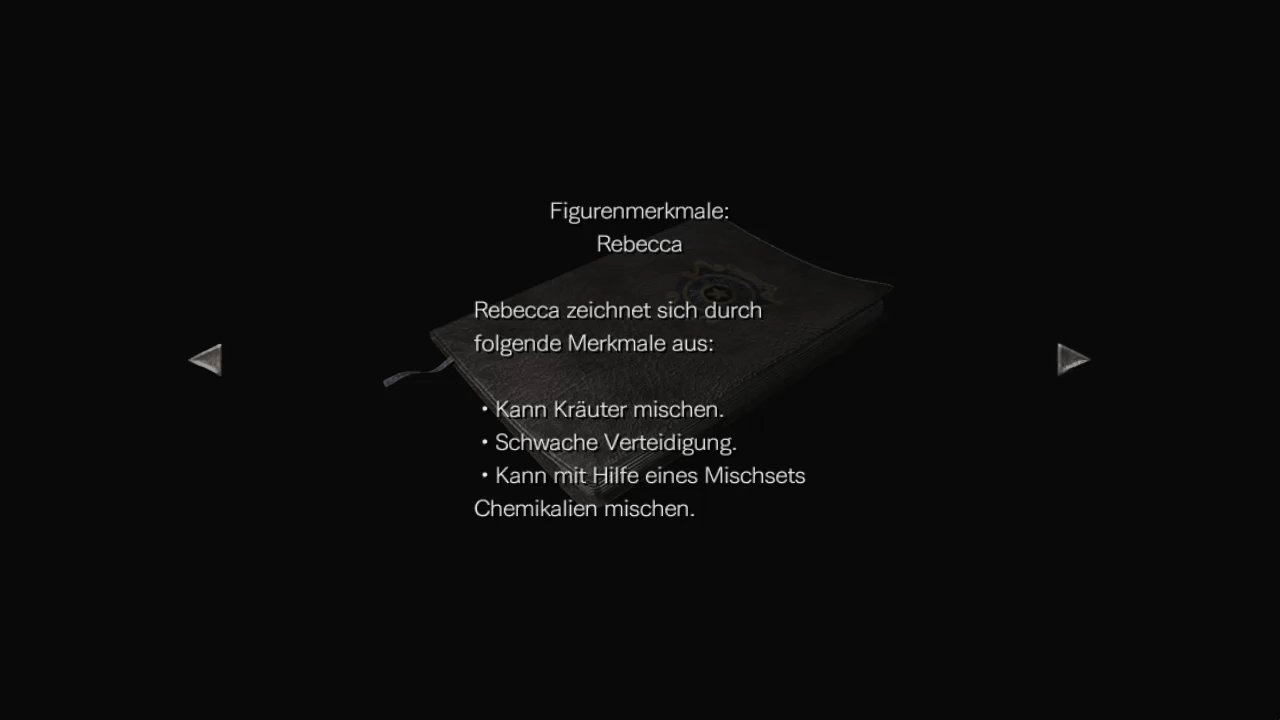 Figurenmerkmale:
Rebecca
Rebecca zeichnet sich durch
folgende Merkmale aus:
・Kann Kräuter mischen.
・Schwache Verteidigung.
・Kann mit Hilfe eines Mischsets
Chemikalien mischen.